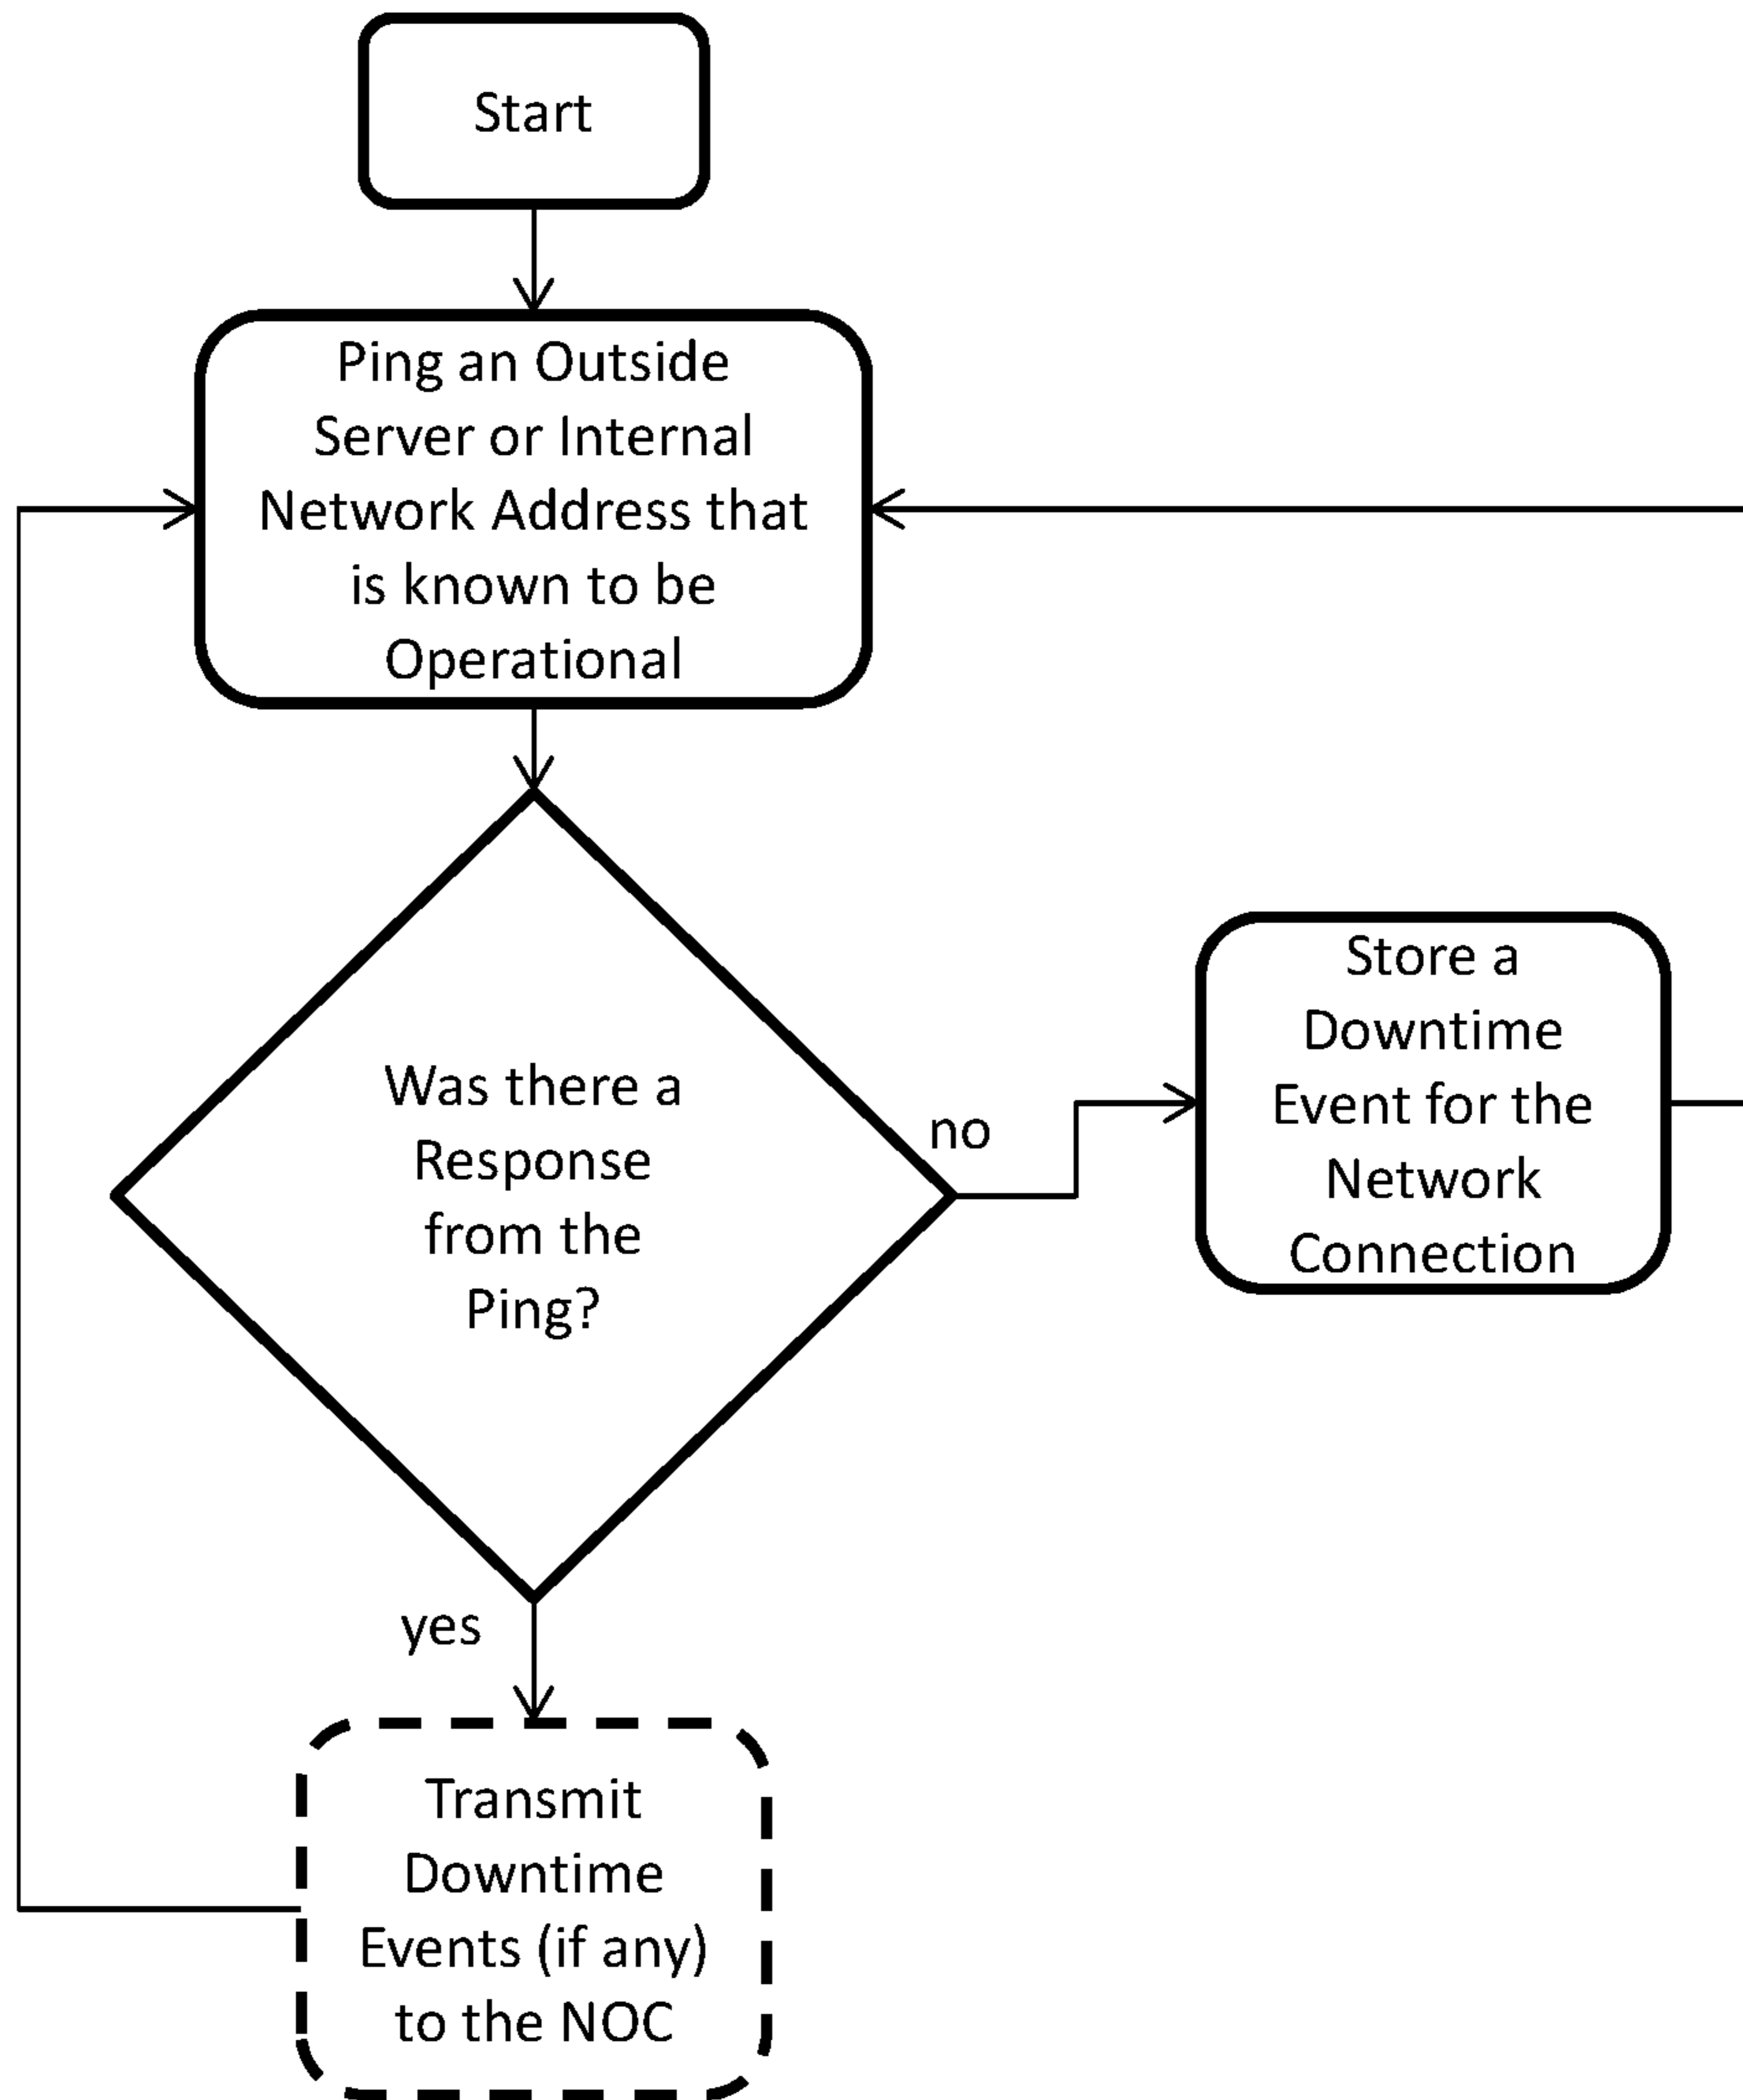 Start
Ping an Outside
Server or Internal
Network Address that
is known to be
Operational
Was there a
Response
from the
Ping?
no
Store a
Downtime
Event for the
Network
Connection
yes
Transmit
Downtime
Events (if any)
to the NOC